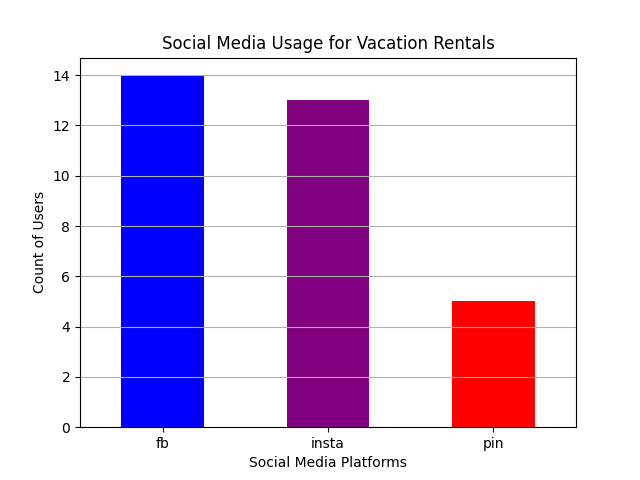 Social Media Usage for Vacation Rentals
14
12
10
8
6
4
2
0
Count of Users
fb insta pin
Social Media Platforms